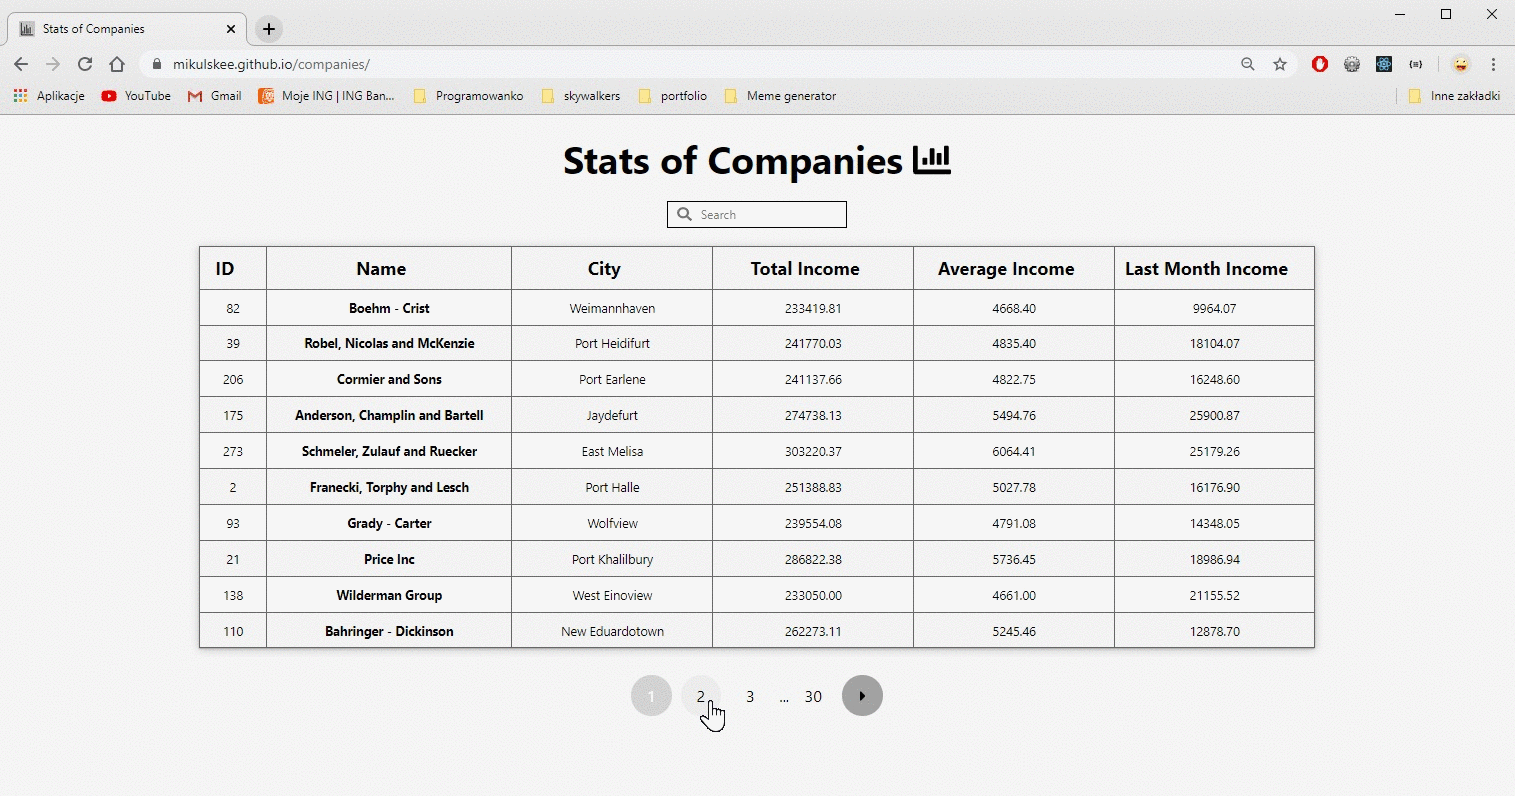 Stats of Companies
mikulskee.github.io/companies/
Aplikacje YouTube Gmail Moje ING | ING Ban... Programowanko skywalkers portfolio Meme generator Inne zakładki
Stats of Companies
Search
ID Name City Total Income Average Income Last Month Income
82 Boehm - Crist Weimannhaven 233419.81 4668.40 9964.07
39 Robel, Nicolas and McKenzie Port Heidifurt 241770.03 4835.40 18104.07
206 Cormier and Sons Port Earlene 241137.66 4822.75 16248.60
175 Anderson, Champlin and Bartell Jaydefurt 274738.13 5494.76 25900.87
273 Schmeler, Zulauf and Ruecker East Melisa 303220.37 6064.41 25179.26
2 Franecki, Torphy and Lesch Port Halle 251388.83 5027.78 16176.90
93 Grady - Carter Wolfview 239554.08 4791.08 14348.05
21 Price Inc Port Khalilbury 286822.38 5736.45 18986.94
138 Wilderman Group West Einoview 233050.00 4661.00 21155.52
110 Bahringer - Dickinson New Eduardotown 262273.11 5245.46 12878.70
1 2 3 ... 30